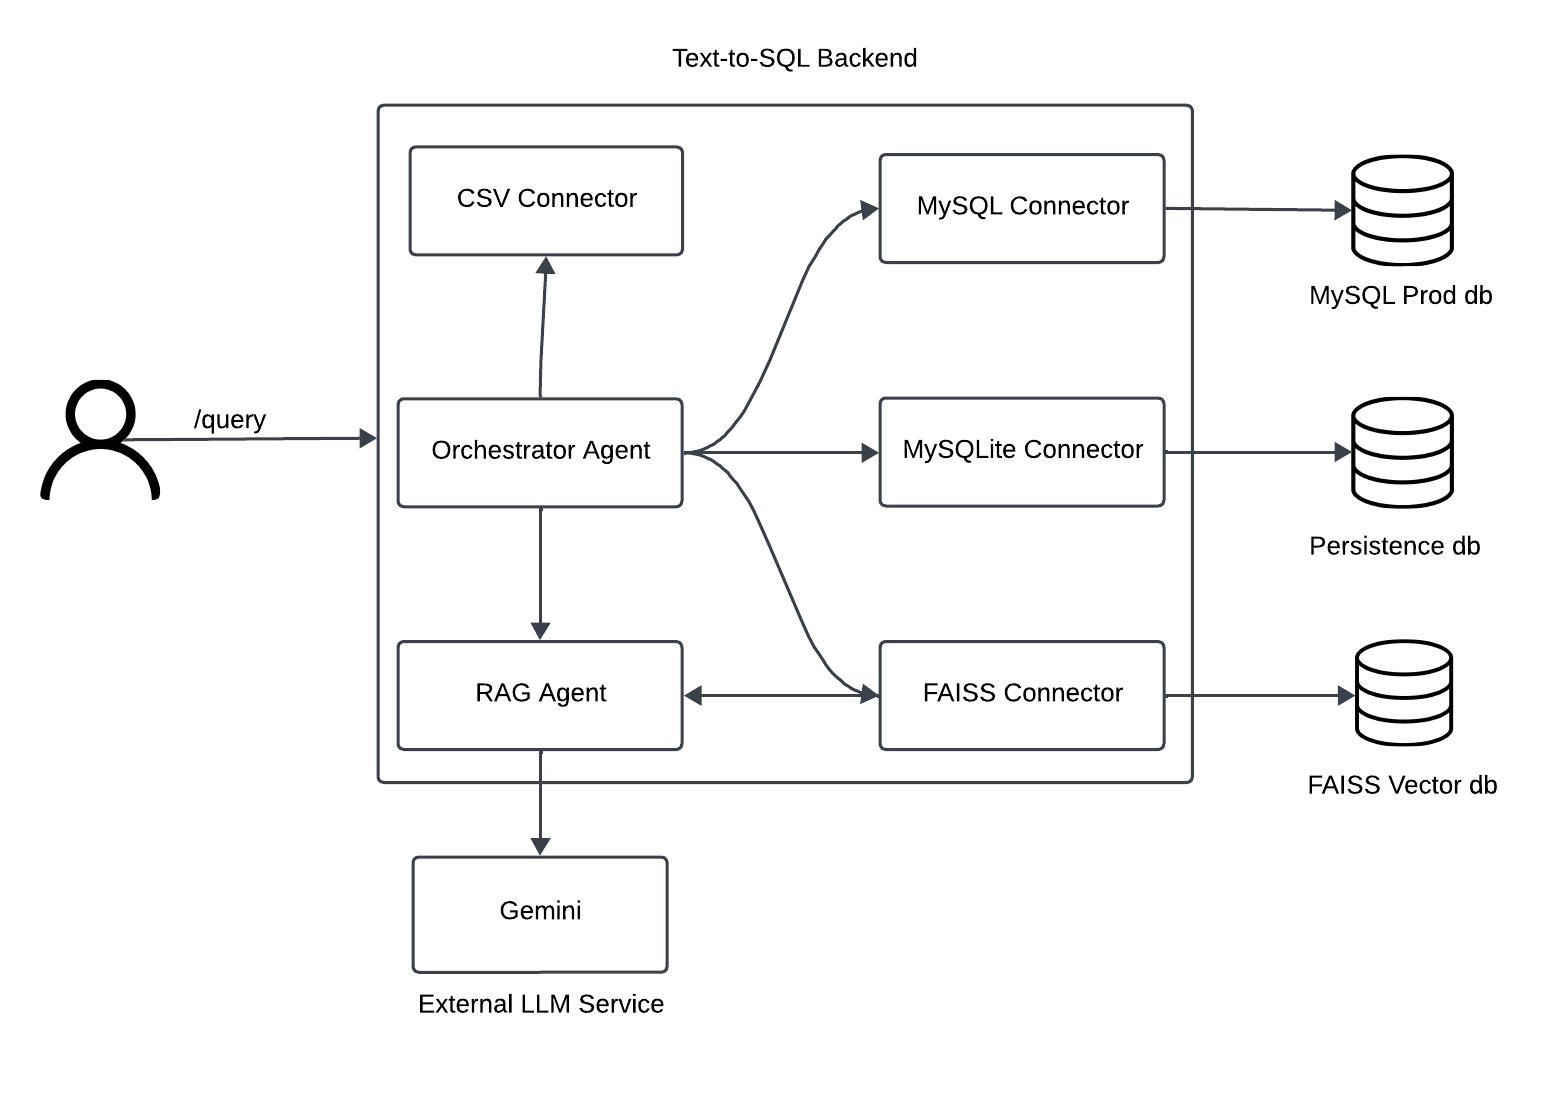 Text-to-SQL Backend
CSV Connector
MySQL Connector
MySQL Prod db
/query
Orchestrator Agent
MySQLite Connector
Persistence db
RAG Agent
FAISS Connector
FAISS Vector db
Gemini
External LLM Service